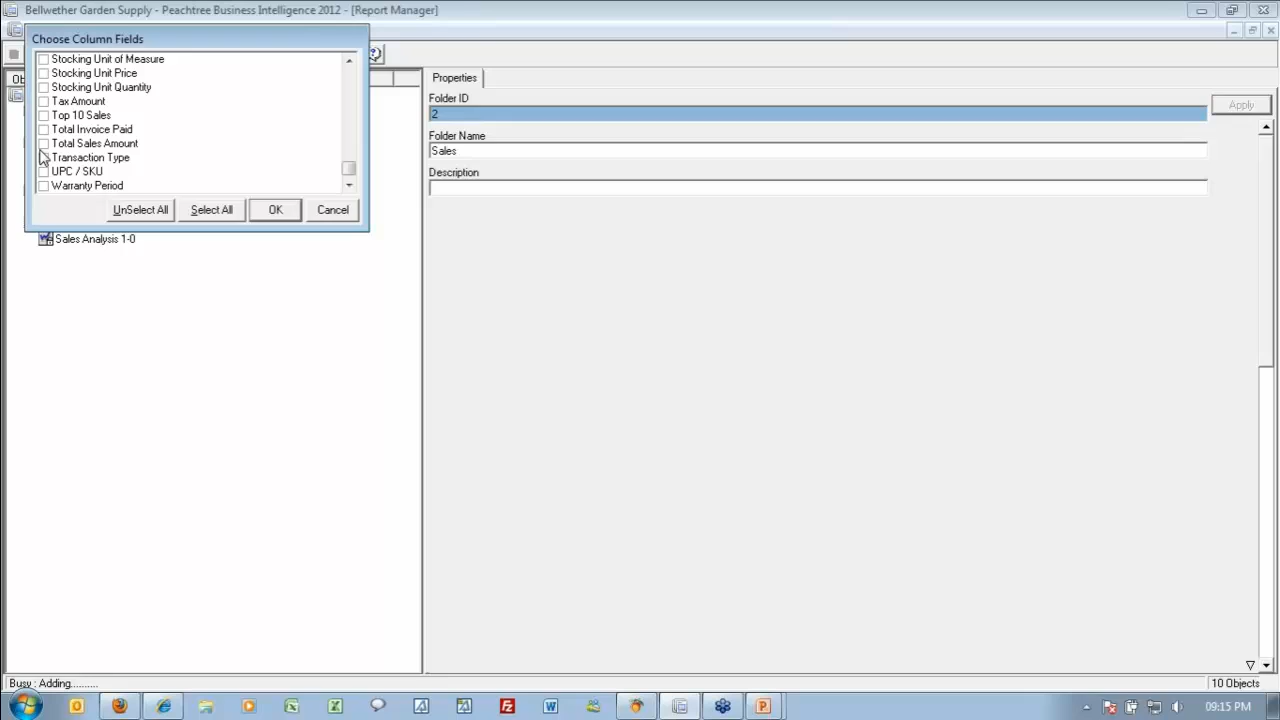 Bellwether Garden Supply - Peachtree Business Intelligence 2012 - [Report Manager]
Choose Column Fields
Stocking Unit of Measure
Stocking Unit Price
Stocking Unit Quantity
Tax Amount
Top 10 Sales
Total Invoice Paid
Total Sales Amount
Transaction Type
UPC / SKU
Warranty Period
UnSelect All
Select All
OK
Cancel
Ob
Sales Analysis 1-0
Properties
Folder ID
2
Apply
Folder Name
Sales
Description
Busy : Adding..........
10 Objects
09:15 PM